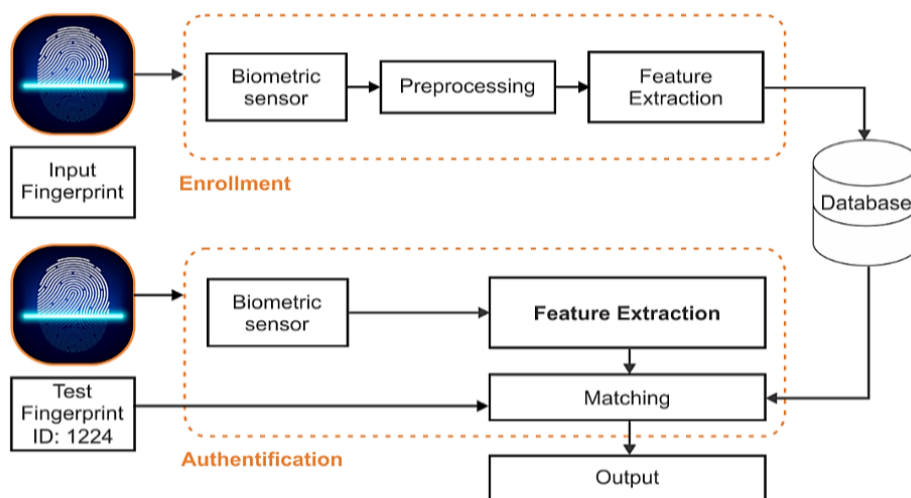 Biometric
sensor
Preprocessing
Feature
Extraction
Input
Fingerprint
Enrollment
Database
Biometric
sensor
Feature Extraction
Test
Fingerprint
ID: 1224
Matching
Authentification
Output